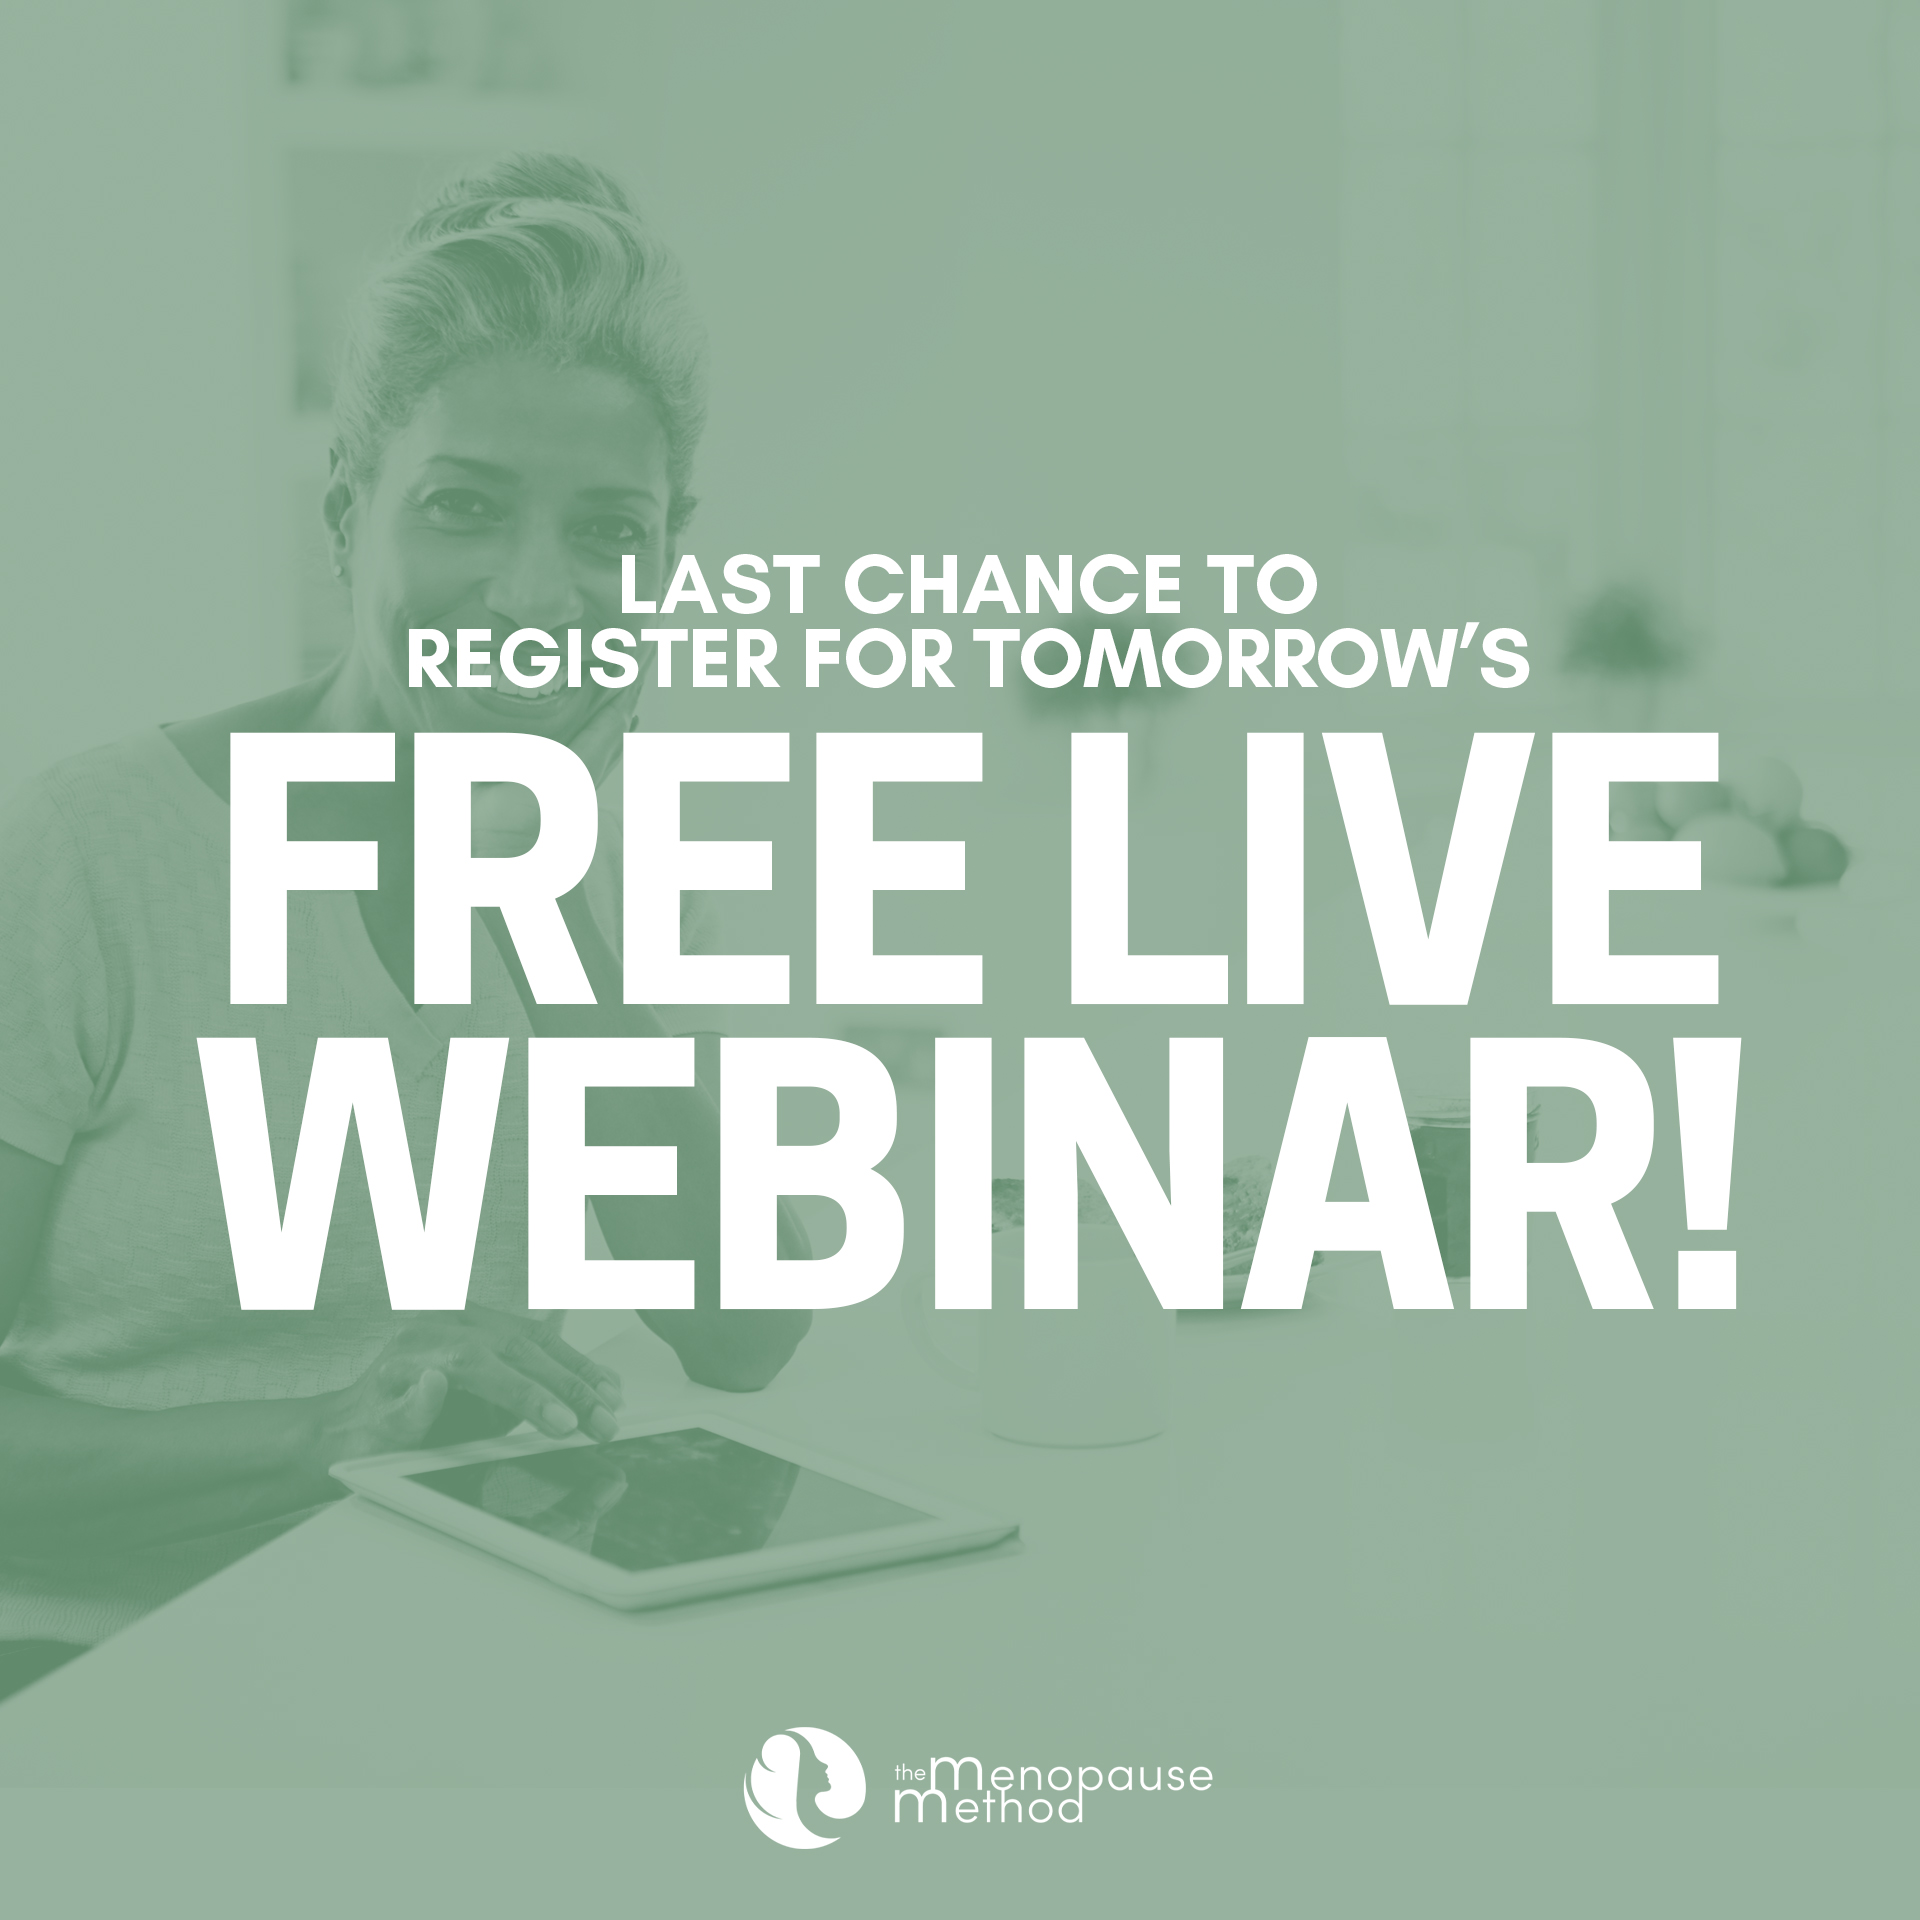 LAST CHANCE TO
REGISTER FOR TOMORROW'S
FREE LIVE
WEBINAR!
the menopause
method